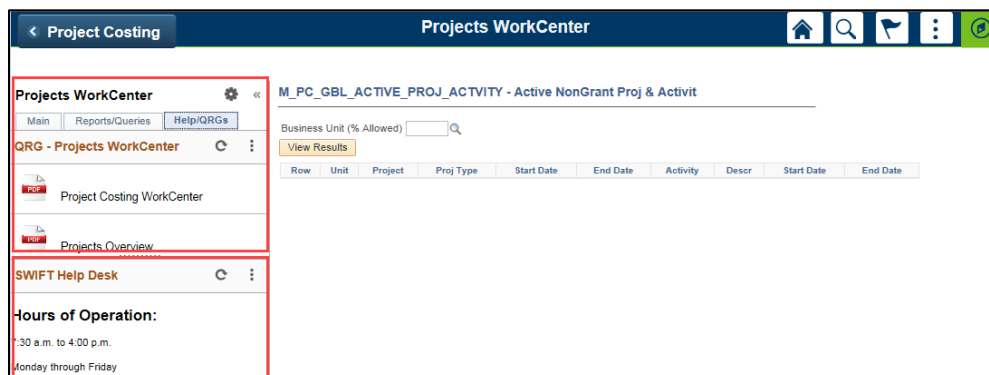 Project Costing
Projects WorkCenter
Projects WorkCenter
Main Reports/Queries Help/QRGs
QRG - Projects WorkCenter
PDF
Project Costing WorkCenter
PDF
Projects Overview
SWIFT Help Desk
Hours of Operation:
7:30 a.m. to 4:00 p.m.
Monday through Friday
M_PC_GBL_ACTIVE_PROJ_ACTVITY - Active NonGrant Proj & Activit
Business Unit (% Allowed)
View Results
Row Unit Project Proj Type Start Date End Date Activity Descr Start Date End Date